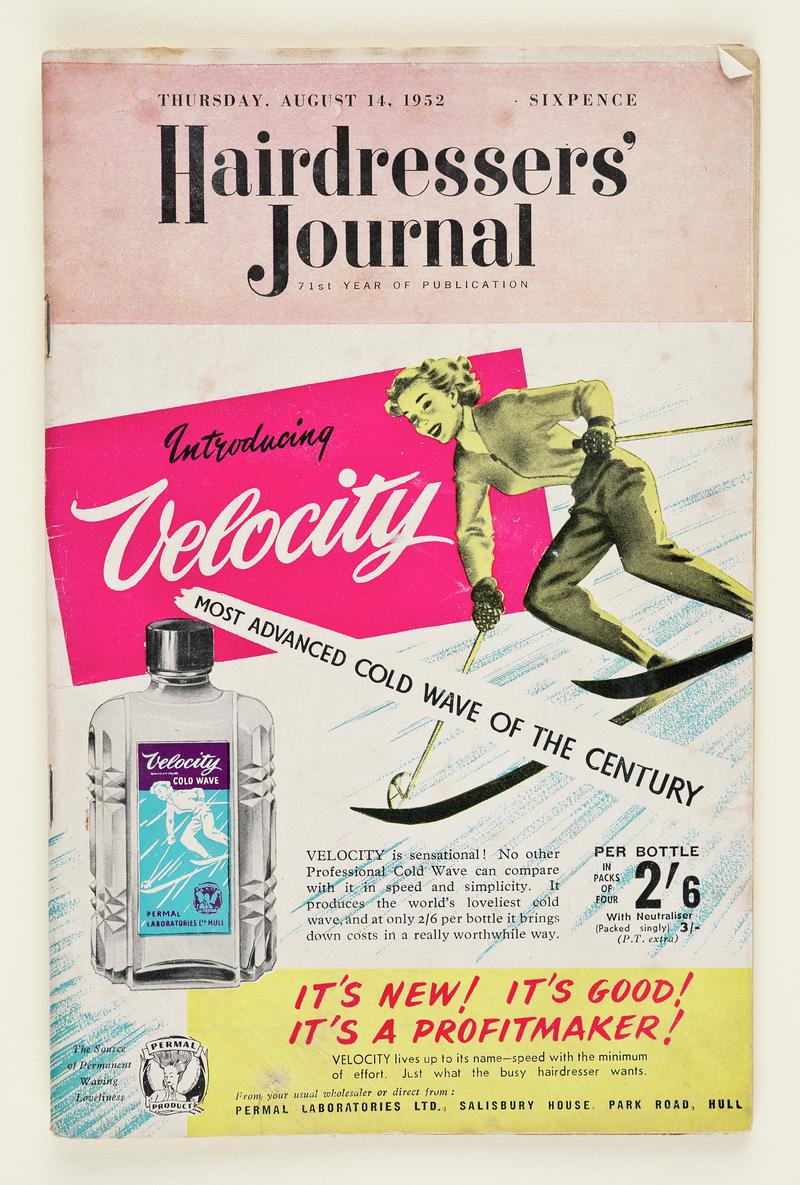 THURSDAY, AUGUST 14, 1952 · SIXPENCE
Hairdressers'
Journal
71st YEAR OF PUBLICATION
Introducing
Velocity
MOST ADVANCED COLD WAVE OF THE CENTURY
Velocity
COLD WAVE
PERMAL
LABORATORIES LTD HULL
VELOCITY is sensational! No other
Professional Cold Wave can compare
with it in speed and simplicity. It
produces the world's loveliest cold
wave, and at only 2/6 per bottle it brings
down costs in a really worthwhile way.
PER BOTTLE
IN
PACKS
OF
FOUR
2'6
With Neutraliser
(Packed singly) 3/-
(P.T. extra)
IT'S NEW! IT'S GOOD!
IT'S A PROFITMAKER!
VELOCITY lives up to its name—speed with the minimum
of effort. Just what the busy hairdresser wants.
From your usual wholesaler or direct from :
PERMAL LABORATORIES LTD., SALISBURY HOUSE, PARK ROAD, HULL
The Source
of Permanent
Waving
Loveliness
PERMAL
PRODUCT